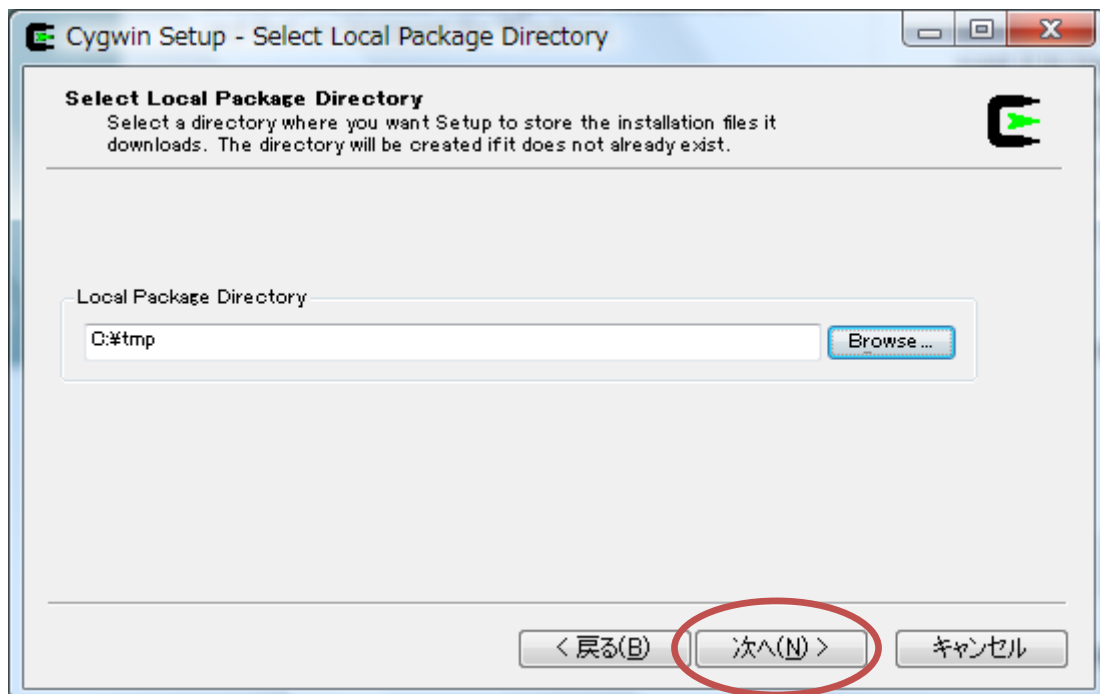 Cygwin Setup - Select Local Package Directory
Select Local Package Directory
Select a directory where you want Setup to store the installation files it
downloads. The directory will be created if it does not already exist.
Local Package Directory
C:¥tmp
Browse...
< 戻る(B)
次へ(N) >
キャンセル